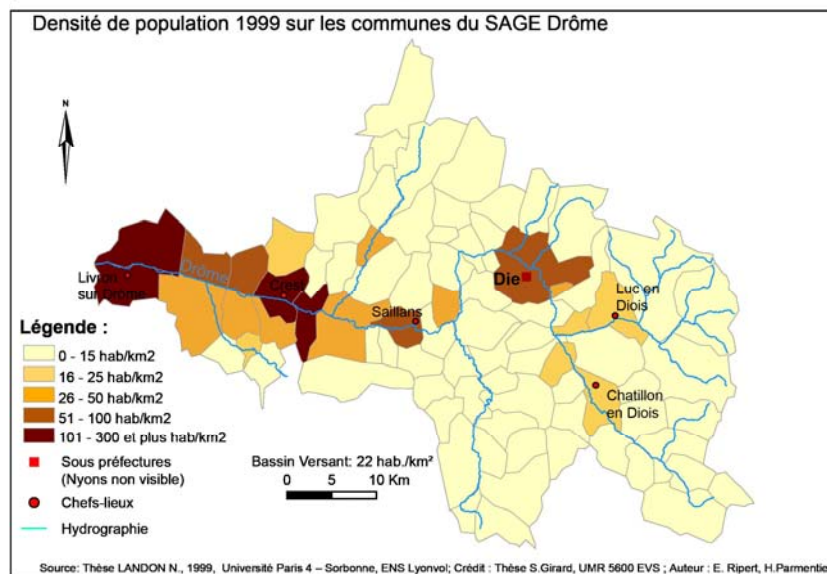 Densité de population 1999 sur les communes du SAGE Drôme
N
Drôme
Livron
sur Drôme
Crest
Saillans
Die
Luc en
Diois
Chatillon
en Diois
Légende :
0 - 15 hab/km2
16 - 25 hab/km2
26 - 50 hab/km2
51 - 100 hab/km2
101 - 300 et plus hab/km2
Sous préfectures
(Nyons non visible)
Chefs-lieux
Hydrographie
Bassin Versant: 22 hab./km²
0 5 10 Km
Source: Thèse LANDON N., 1999, Université Paris 4 – Sorbonne, ENS Lyonvol; Crédit : Thèse S.Girard, UMR 5600 EVS ; Auteur : E. Ripert, H.Parmentie